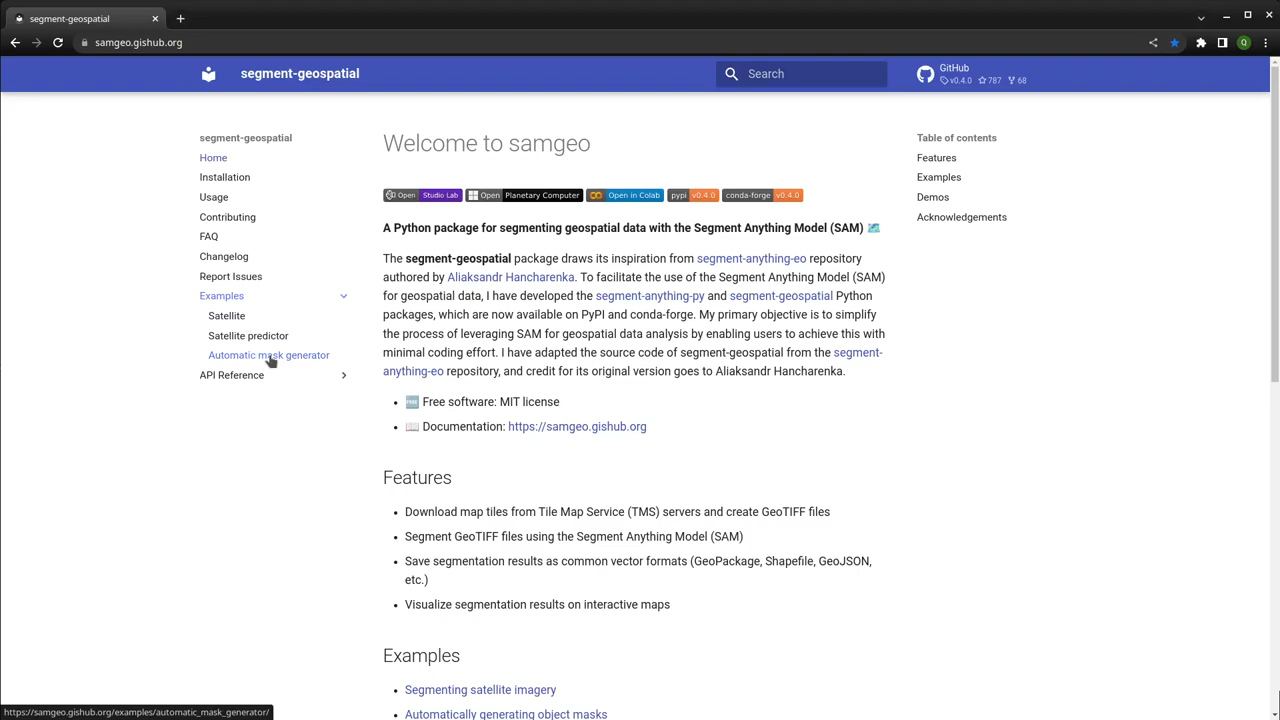 segment-geospatial
samgeo.gishub.org
Q
segment-geospatial
Search
GitHub
v0.4.0 787 68
segment-geospatial
Home
Installation
Usage
Contributing
FAQ
Changelog
Report Issues
Examples
Satellite
Satellite predictor
Automatic mask generator
API Reference
Welcome to samgeo
Open Studio Lab Open Planetary Computer Open in Colab pypi v0.4.0 conda-forge v0.4.0
A Python package for segmenting geospatial data with the Segment Anything Model (SAM)
The segment-geospatial package draws its inspiration from segment-anything-eo repository
authored by Aliaksandr Hancharenka. To facilitate the use of the Segment Anything Model (SAM)
for geospatial data, I have developed the segment-anything-py and segment-geospatial Python
packages, which are now available on PyPI and conda-forge. My primary objective is to simplify
the process of leveraging SAM for geospatial data analysis by enabling users to achieve this with
minimal coding effort. I have adapted the source code of segment-geospatial from the segment-
anything-eo repository, and credit for its original version goes to Aliaksandr Hancharenka.
• 🆓 Free software: MIT license
• 📖 Documentation: https://samgeo.gishub.org
Features
• Download map tiles from Tile Map Service (TMS) servers and create GeoTIFF files
• Segment GeoTIFF files using the Segment Anything Model (SAM)
• Save segmentation results as common vector formats (GeoPackage, Shapefile, GeoJSON,
etc.)
• Visualize segmentation results on interactive maps
Examples
• Segmenting satellite imagery
• Automatically generating object masks
Table of contents
Features
Examples
Demos
Acknowledgements
https://samgeo.gishub.org/examples/automatic_mask_generator/